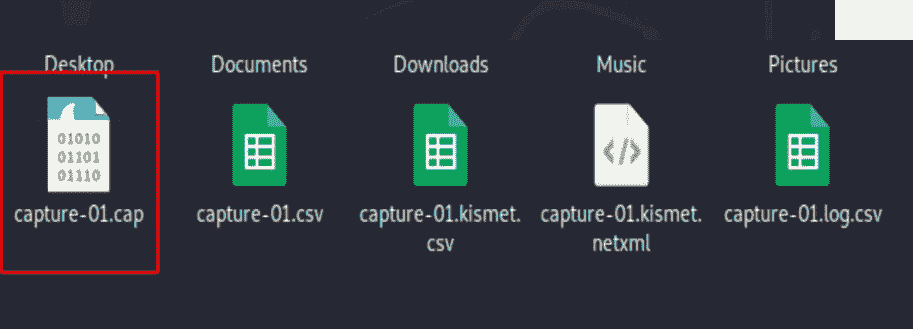 Desktop
Documents
Downloads
Music
Pictures
01010
01101
01110
</>
capture-01.cap
capture-01.csv
capture-01.kismet.
csv
capture-01.kismet.
netxml
capture-01.log.csv